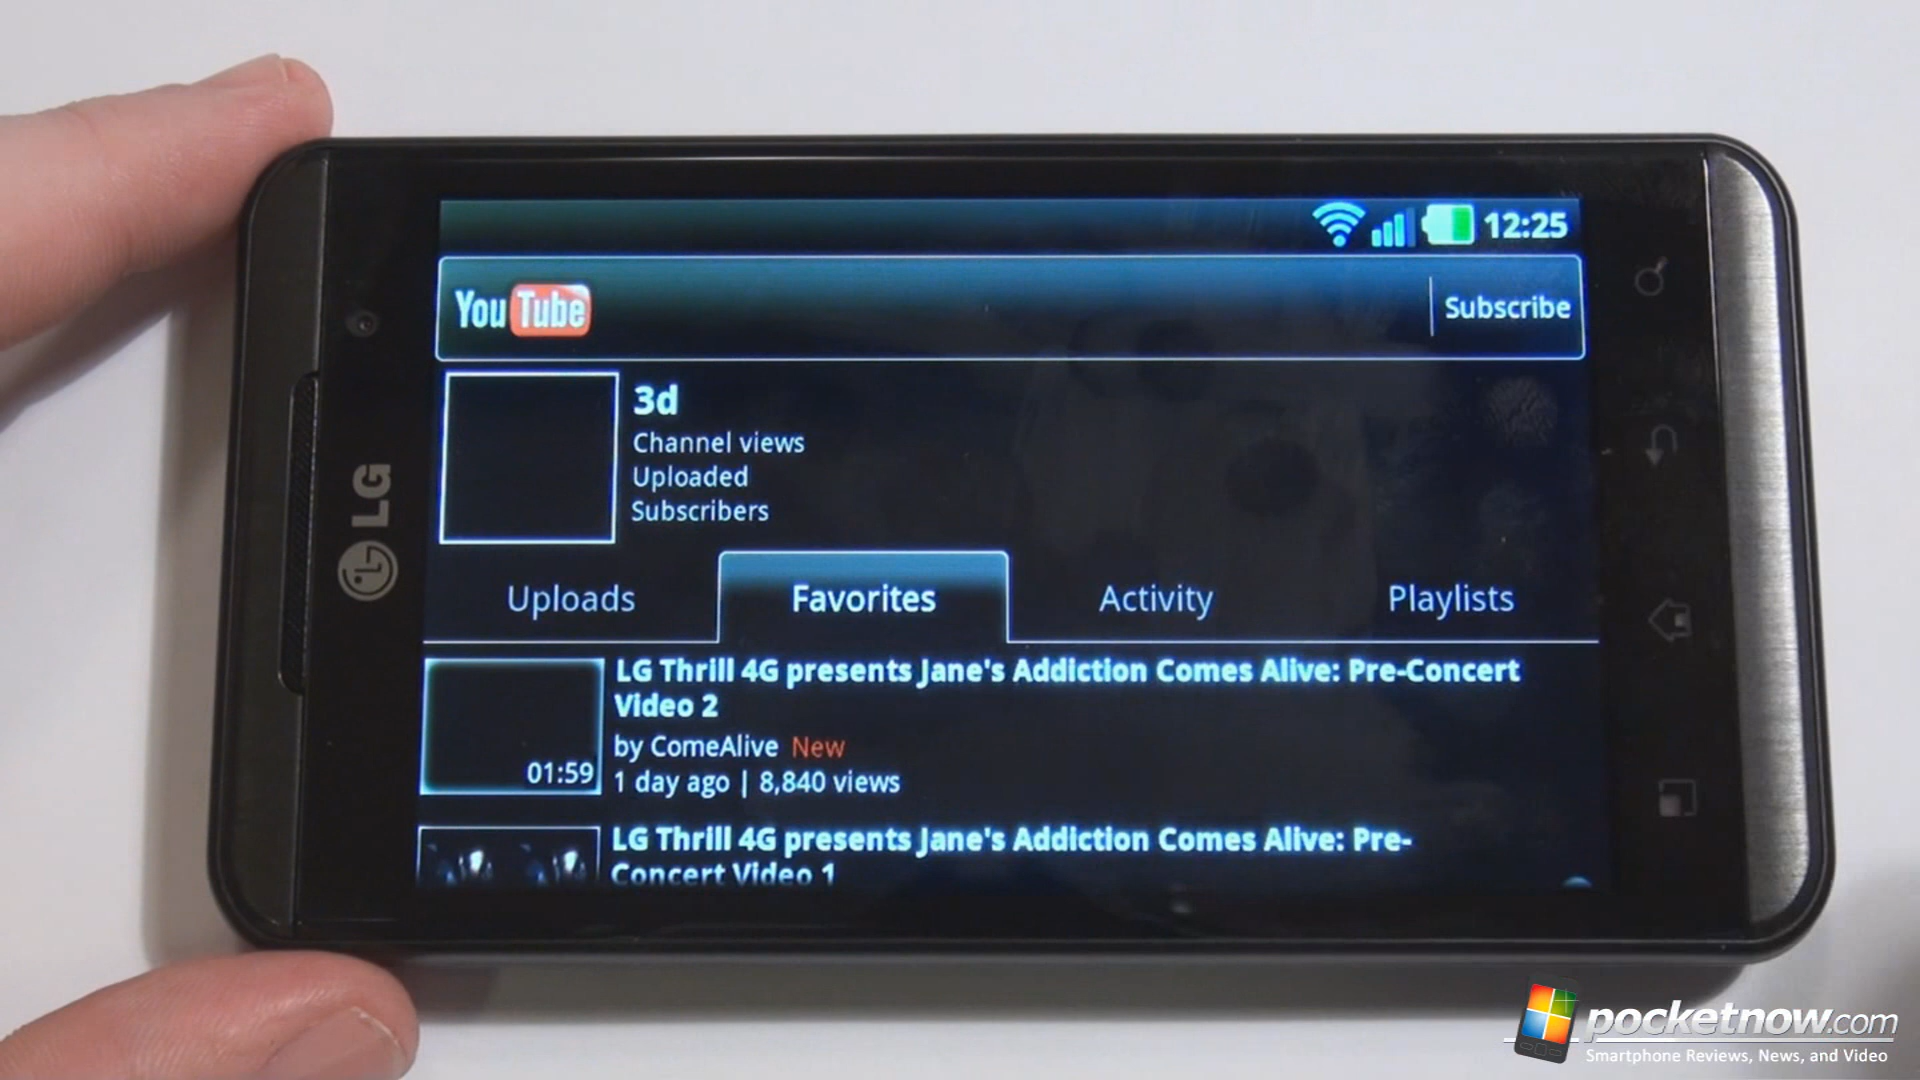 12:25
YouTube
Subscribe
3d
Channel views
Uploaded
Subscribers
LG
Uploads Favorites Activity Playlists
LG Thrill 4G presents Jane's Addiction Comes Alive: Pre-Concert
Video 2
by ComeAlive New
1 day ago | 8,840 views
01:59
LG Thrill 4G presents Jane's Addiction Comes Alive: Pre-
Concert Video 1
pocketnow.com
Smartphone Reviews, News, and Video